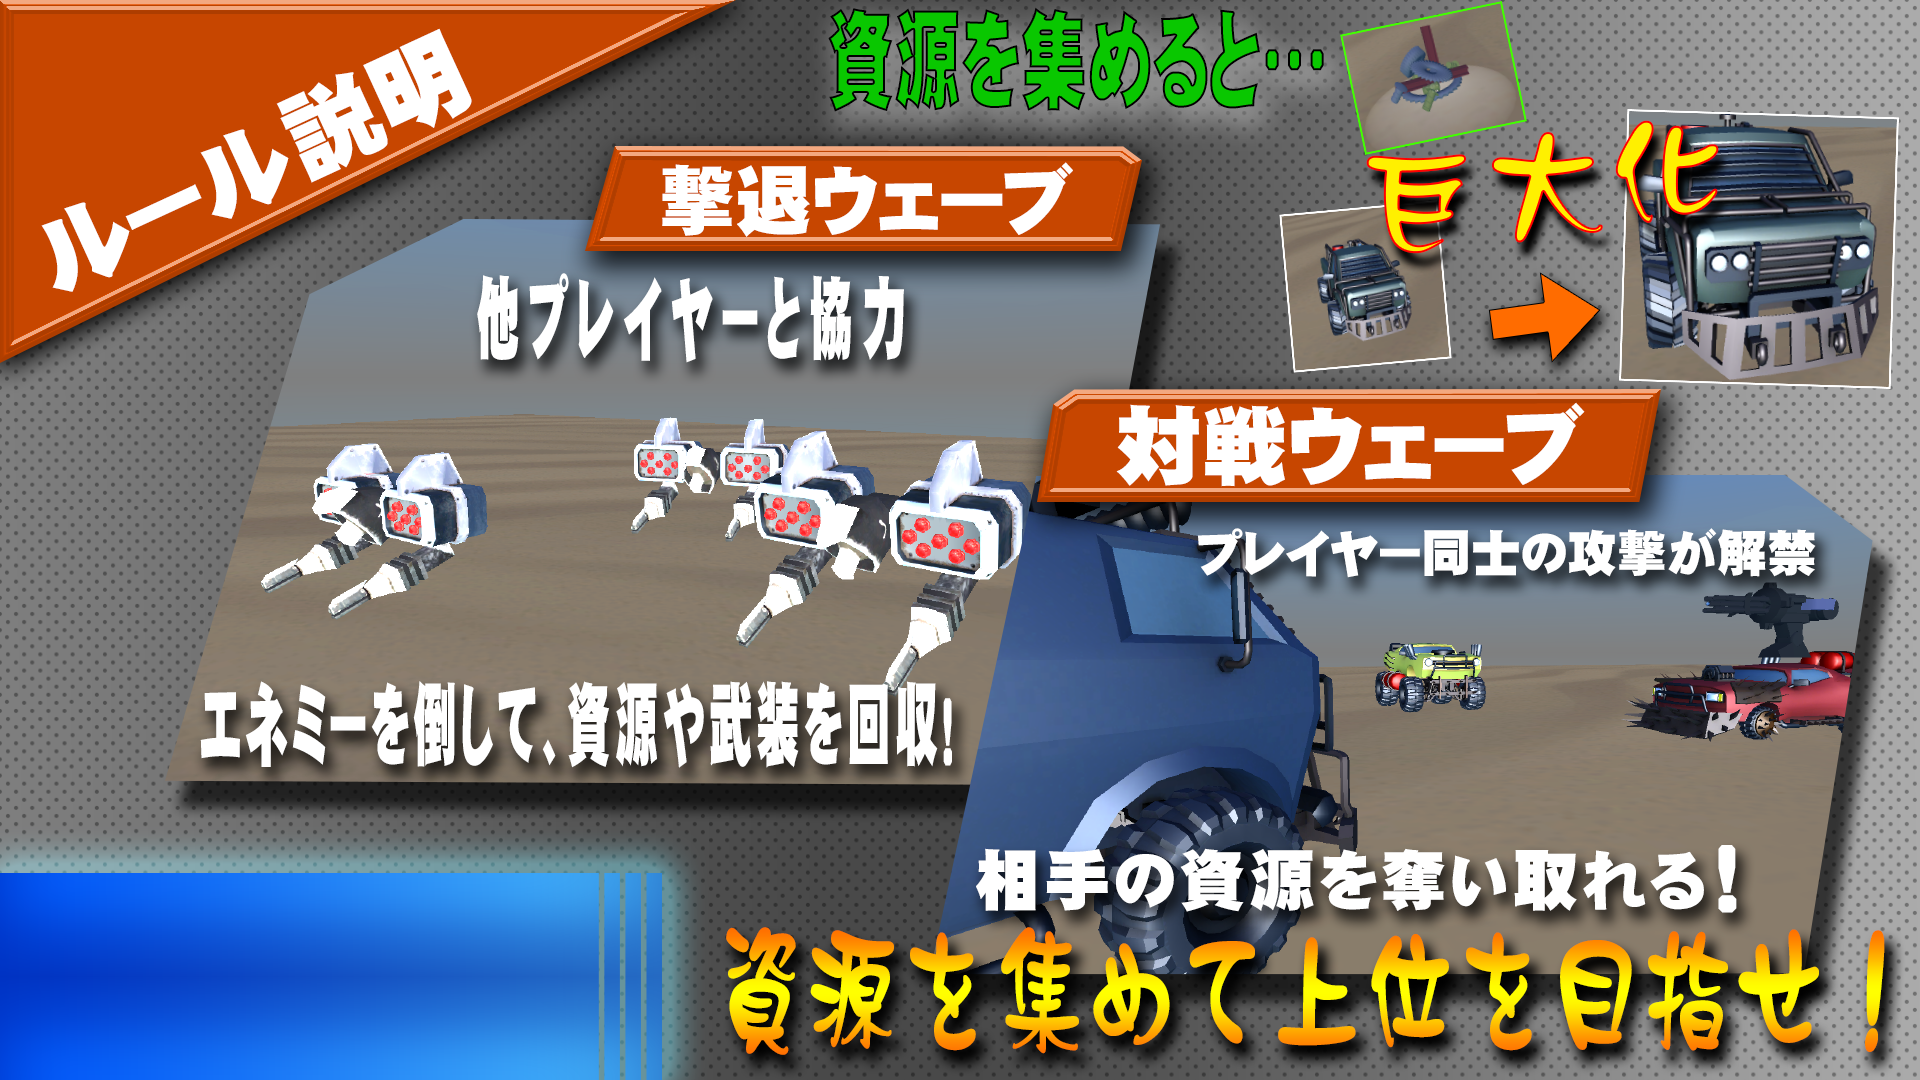 ルール説明
資源を集めると…
巨大化
撃退ウェーブ
他プレイヤーと協力
エネミーを倒して、資源や武装を回収!
対戦ウェーブ
プレイヤー同士の攻撃が解禁
相手の資源を奪い取れる!
資源を集めて上位を目指せ!